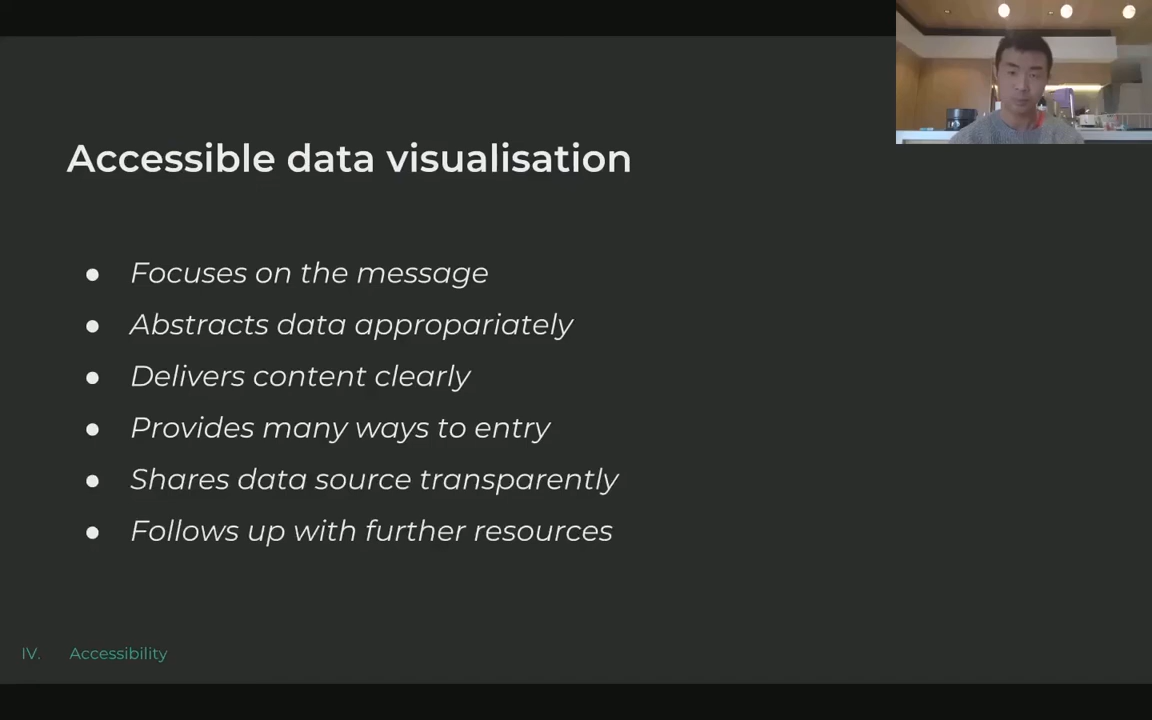 Accessible data visualisation
● Focuses on the message
● Abstracts data appropariately
● Delivers content clearly
● Provides many ways to entry
● Shares data source transparently
● Follows up with further resources
IV. Accessibility